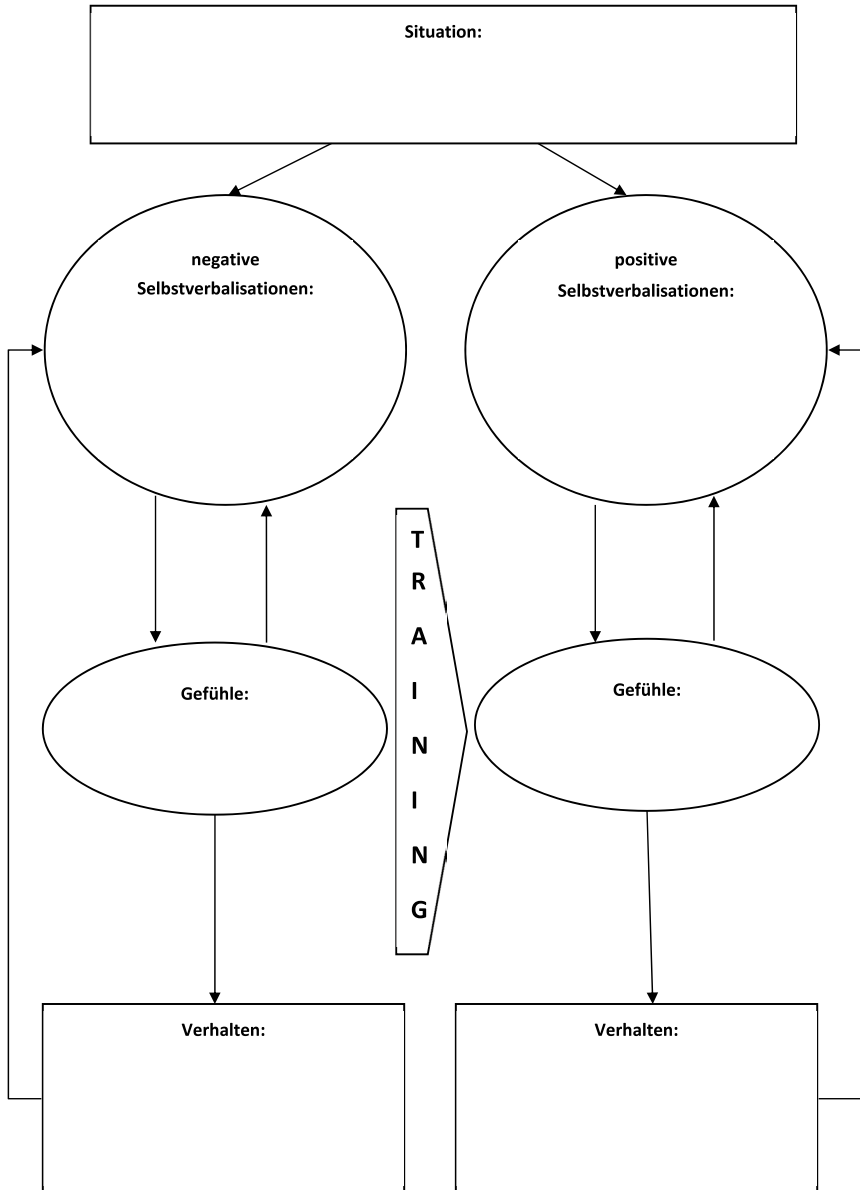 Situation:
negative
Selbstverbalisationen:
positive
Selbstverbalisationen:
T
R
A
I
N
I
N
G
Gefühle:
Gefühle:
Verhalten:
Verhalten: